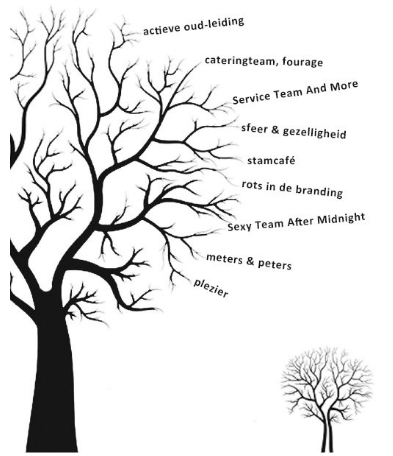 actieve oud-leiding
cateringteam, fourage
Service Team And More
sfeer & gezelligheid
stamcafé
rots in de branding
Sexy Team After Midnight
meters & peters
plezier